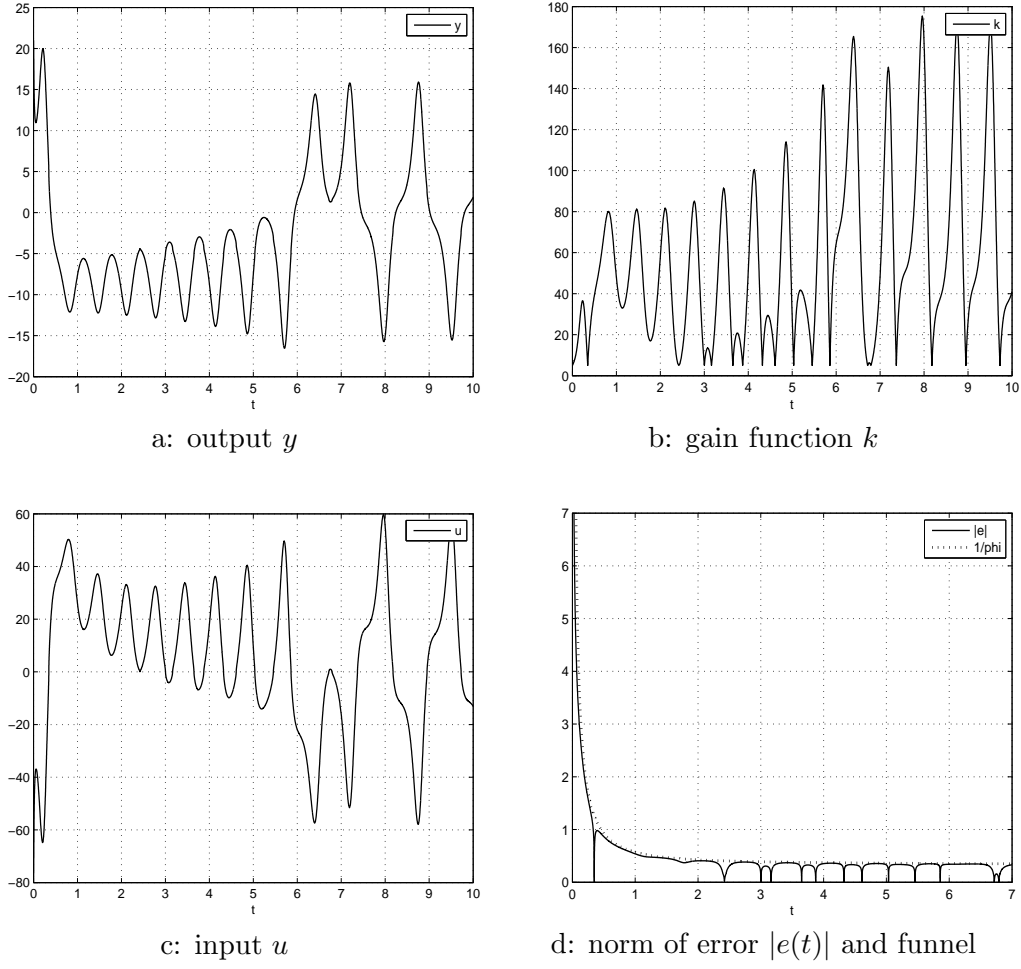 25
20
15
10
5
0
−5
−10
−15
−20
0 1 2 3 4 5 6 7 8 9 10
t
y
a: output y
180
160
140
120
100
80
60
40
20
0
0 1 2 3 4 5 6 7 8 9 10
t
k
b: gain function k
60
40
20
0
−20
−40
−60
−80
0 1 2 3 4 5 6 7 8 9 10
t
u
c: input u
7
6
5
4
3
2
1
0
0 1 2 3 4 5 6 7
t
|e|
1/phi
d: norm of error |e(t)| and funnel